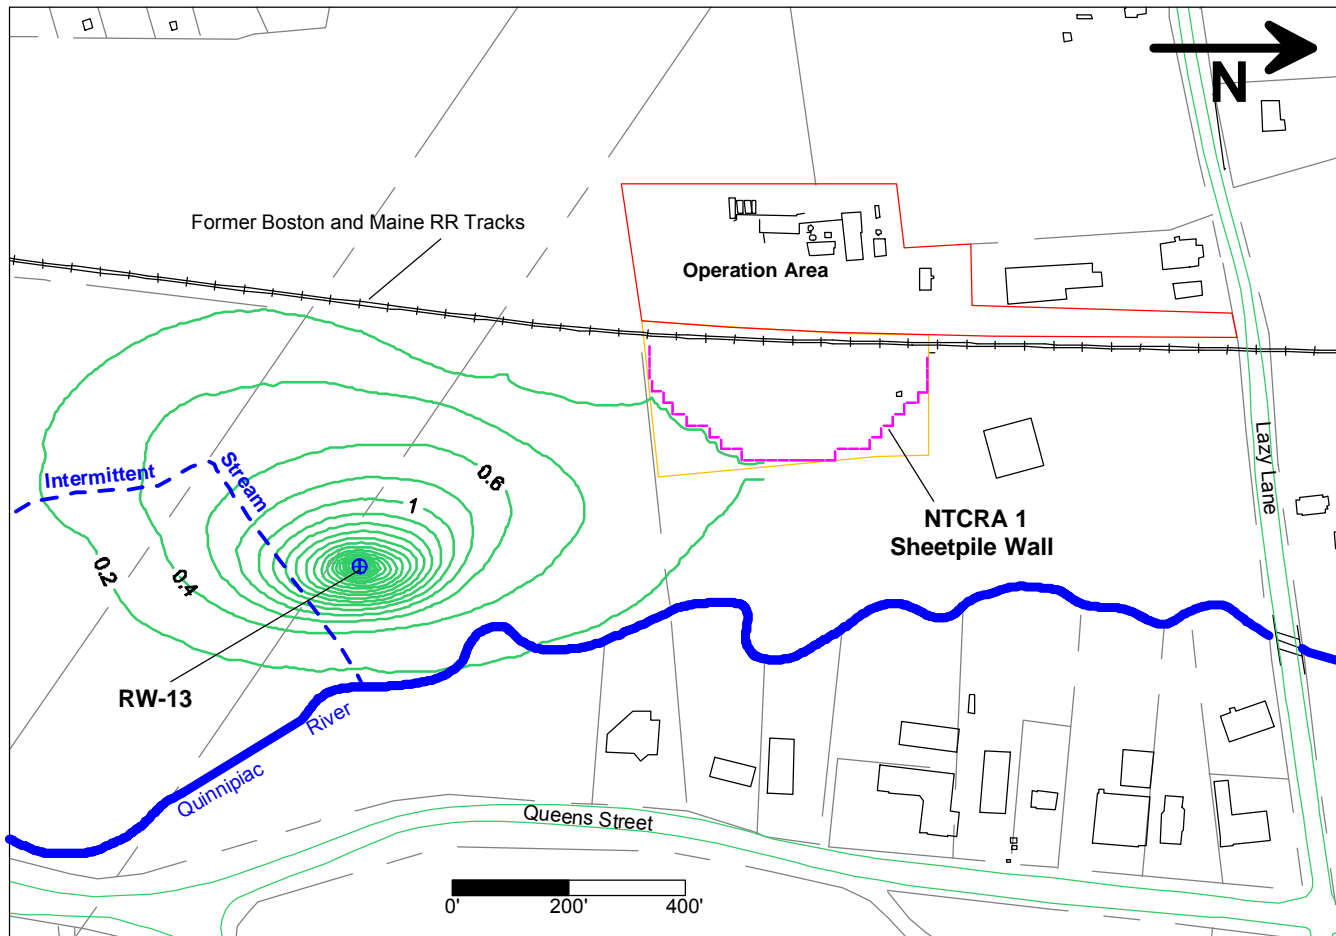 N
Former Boston and Maine RR Tracks
Operation Area
Intermittent
Stream
0.6
1
0.2
0.4
Lazy Lane
NTCRA 1
Sheetpile Wall
RW-13
River
Quinnipiac
Queens Street
0' 200' 400'